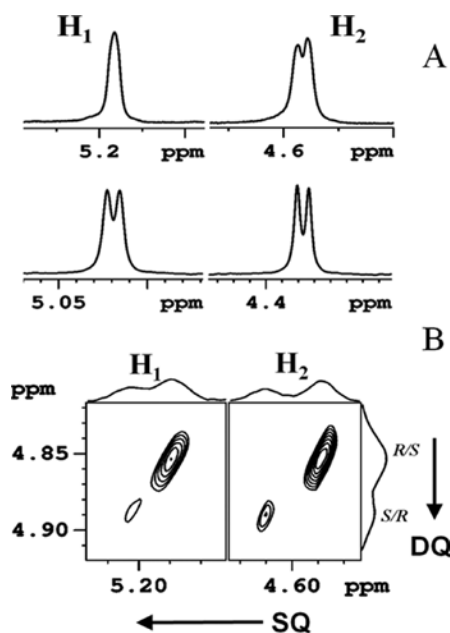 H₁ H₂ A
5.2 ppm 4.6 ppm
5.05 ppm 4.4 ppm
B
H₁ H₂
ppm
4.85
4.90
R/S
S/R
DQ
5.20 4.60
SQ